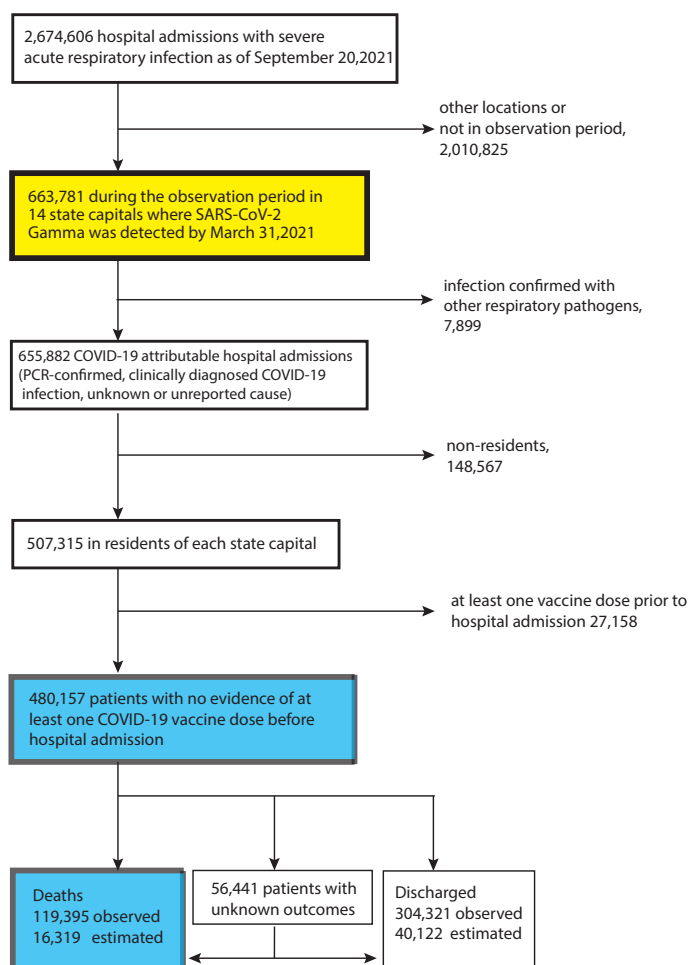 2,674,606 hospital admissions with severe
acute respiratory infection as of September 20,2021
other locations or
not in observation period,
2,010,825
663,781 during the observation period in
14 state capitals where SARS-CoV-2
Gamma was detected by March 31,2021
infection confirmed with
other respiratory pathogens,
7,899
655,882 COVID-19 attributable hospital admissions
(PCR-confirmed, clinically diagnosed COVID-19
infection, unknown or unreported cause)
non-residents,
148,567
507,315 in residents of each state capital
at least one vaccine dose prior to
hospital admission 27,158
480,157 patients with no evidence of at
least one COVID-19 vaccine dose before
hospital admission
Deaths
119,395 observed
16,319 estimated
56,441 patients with
unknown outcomes
Discharged
304,321 observed
40,122 estimated